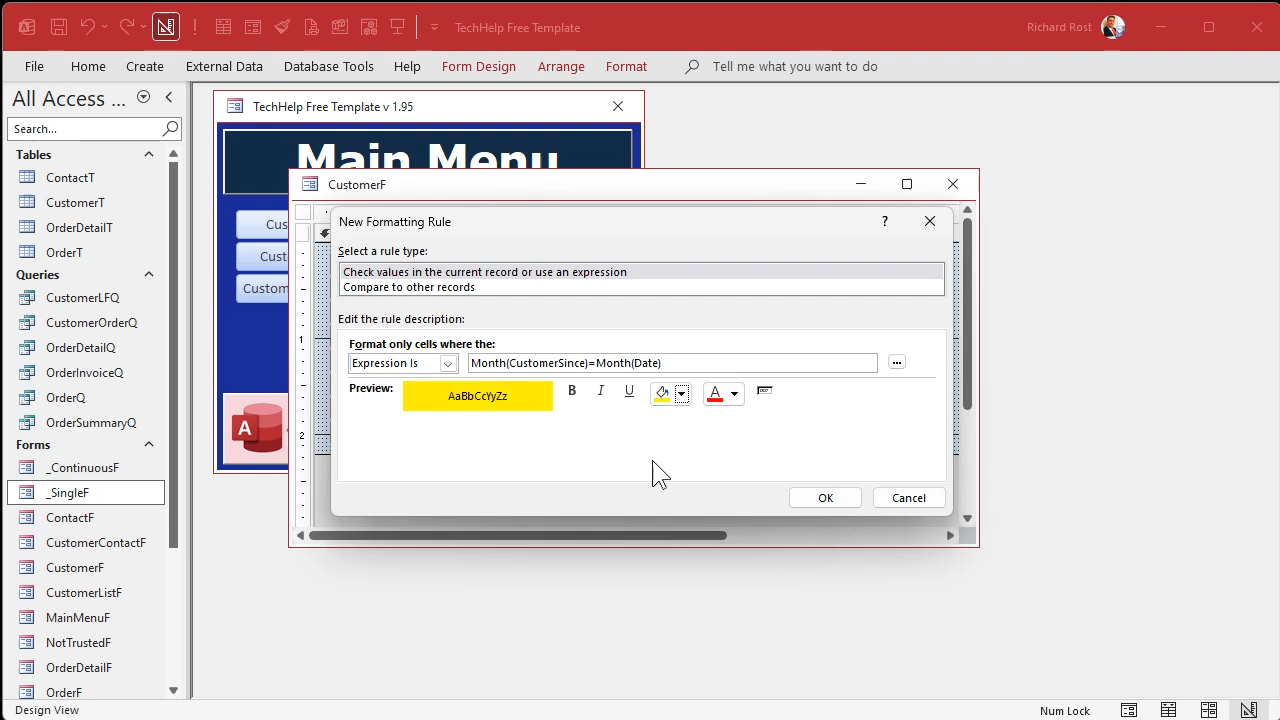 TechHelp Free Template
Richard Rost
File Home Create External Data Database Tools Help Form Design Arrange Format Tell me what you want to do
All Access ...
Search...
Tables
ContactT
CustomerT
OrderDetailT
OrderT
Queries
CustomerLFQ
CustomerOrderQ
OrderDetailQ
OrderInvoiceQ
OrderQ
OrderSummaryQ
Forms
_ContinuousF
_SingleF
ContactF
CustomerContactF
CustomerF
CustomerListF
MainMenuF
NotTrustedF
OrderDetailF
OrderF
TechHelp Free Template v 1.95
Main Menu
Cus
Cust
Custom
A
CustomerF
1
2
New Formatting Rule
?
Select a rule type:
Check values in the current record or use an expression
Compare to other records
Edit the rule description:
Format only cells where the:
Expression Is Month(CustomerSince)=Month(Date) ...
Preview: AaBbCcYyZz B I U A
OK Cancel
Design View
Num Lock